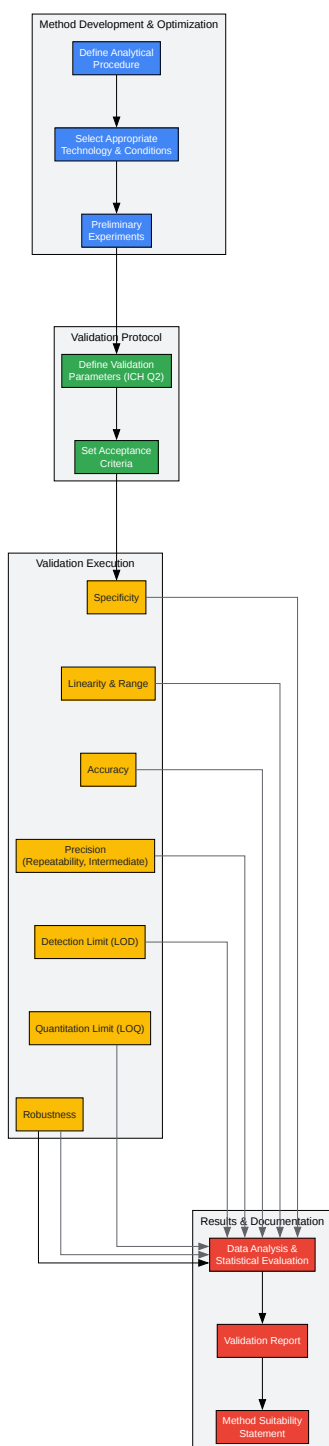 Method Development & Optimization
Define Analytical
Procedure
Select Appropriate
Technology & Conditions
Preliminary
Experiments
Validation Protocol
Define Validation
Parameters (ICH Q2)
Set Acceptance
Criteria
Validation Execution
Specificity
Linearity & Range
Accuracy
Precision
(Repeatability, Intermediate)
Detection Limit (LOD)
Quantitation Limit (LOQ)
Robustness
Results & Documentation
Data Analysis &
Statistical Evaluation
Validation Report
Method Suitability
Statement